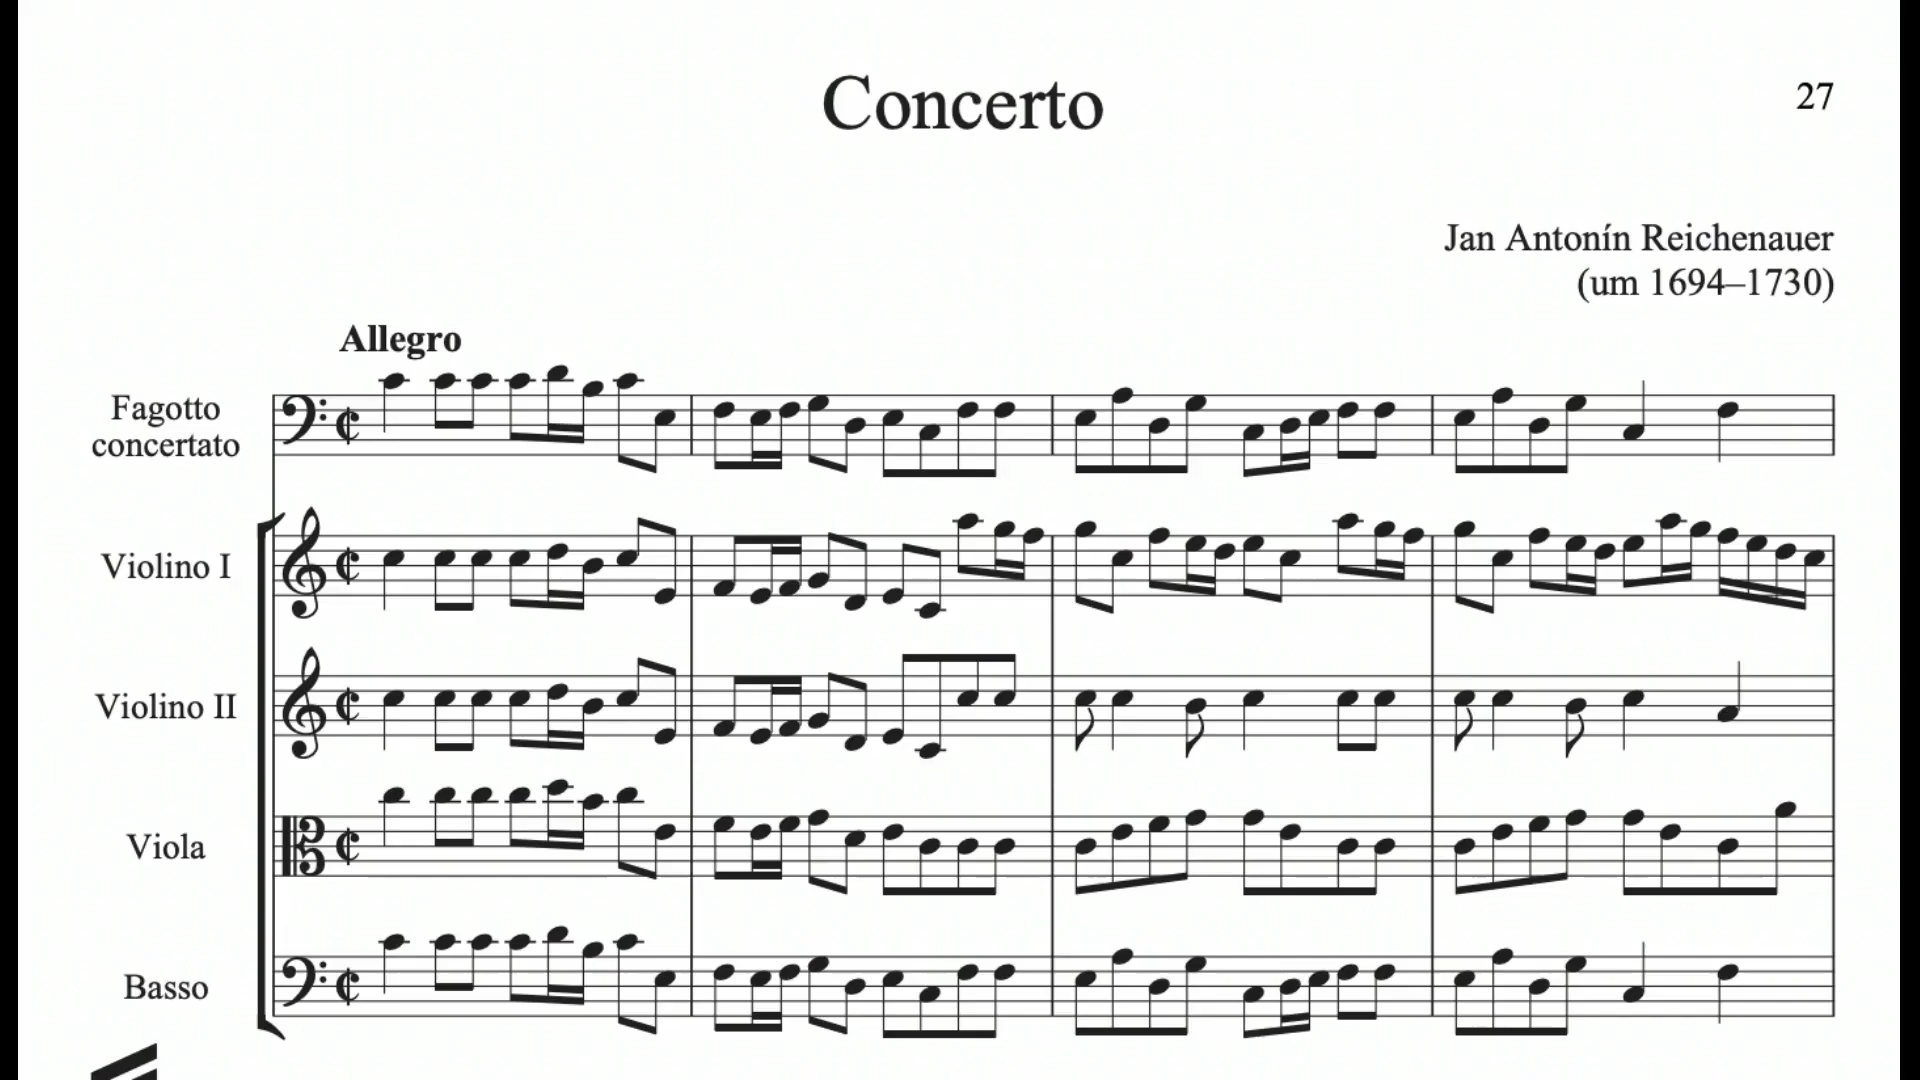 Concerto
27
Jan Antonín Reichenauer
(um 1694–1730)
Allegro
Fagotto
concertato
Violino I
Violino II
Viola
Basso